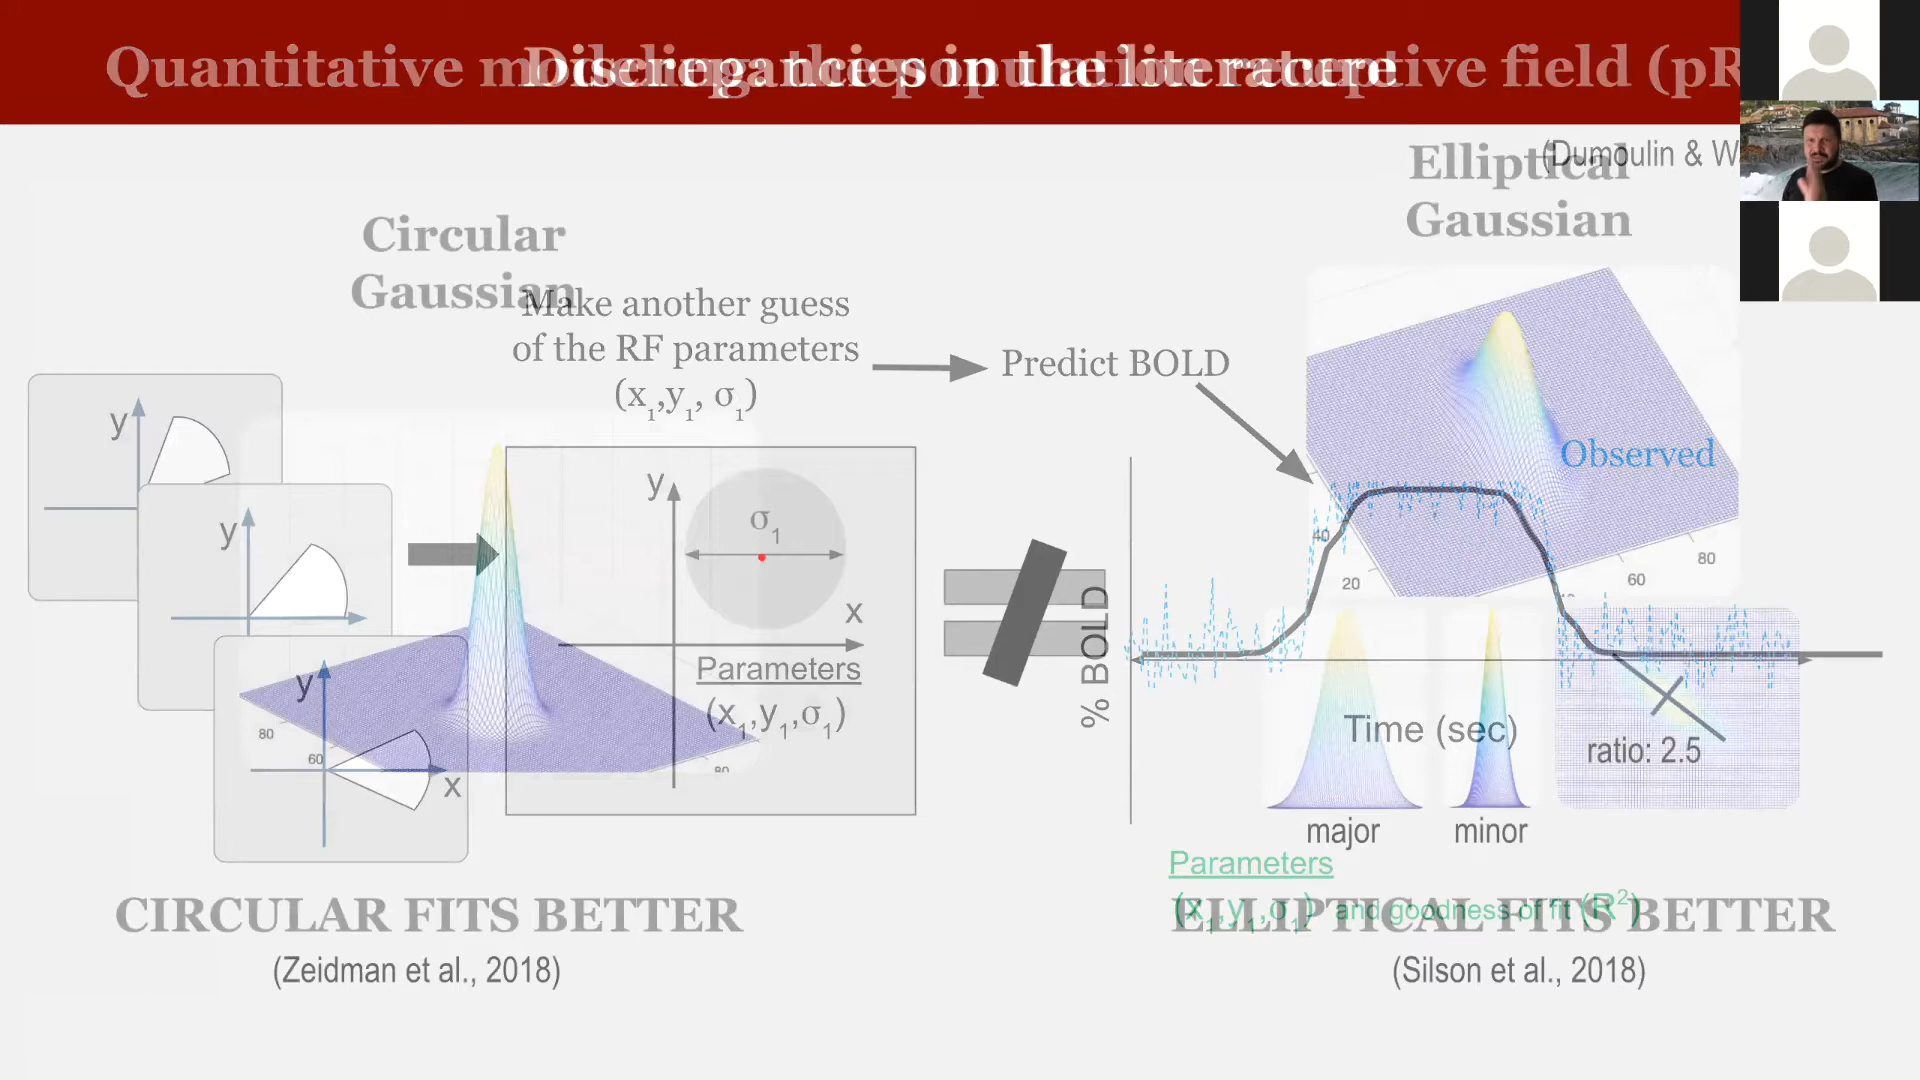 Quantitative modeling the population receptive field (pR
Discrepancies in the literature
(Dumoulin & W
Elliptical
Gaussian
Circular
Gaussian
Make another guess
of the RF parameters
(x1,y1, σ1)
Predict BOLD
Observed
y
y
y
x
y
σ1
x
Parameters
(x1,y1,σ1)
80
60
80
40
20
60
80
% BOLD
Time (sec)
ratio: 2.5
major
minor
Parameters
(x1,y1,σ1) and goodness of fit (R2)
CIRCULAR FITS BETTER
ELLIPTICAL FITS BETTER
(Zeidman et al., 2018)
(Silson et al., 2018)